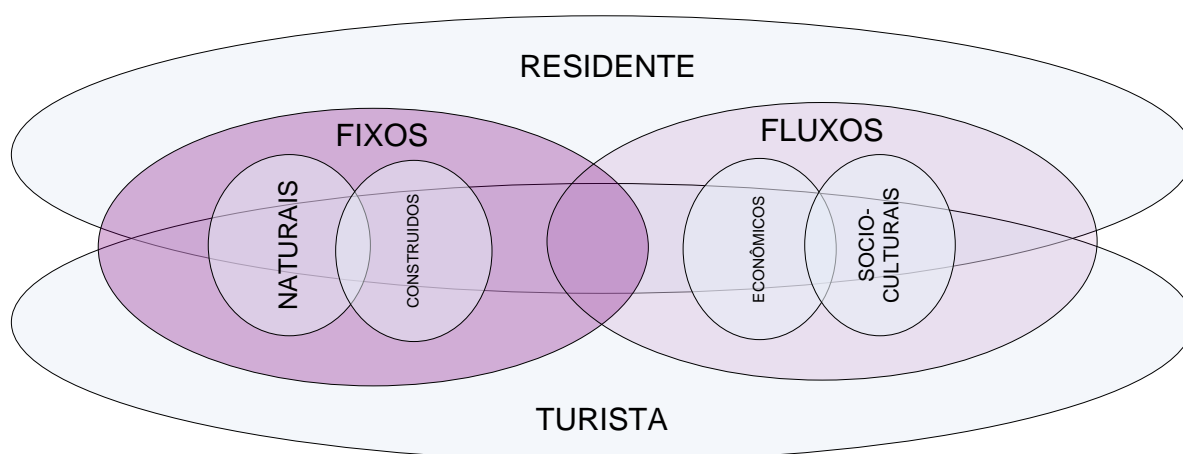 RESIDENTE
FIXOS
FLUXOS
NATURAIS
CONSTRUIDOS
ECONÔMICOS
SOCIO-
CULTURAIS
TURISTA